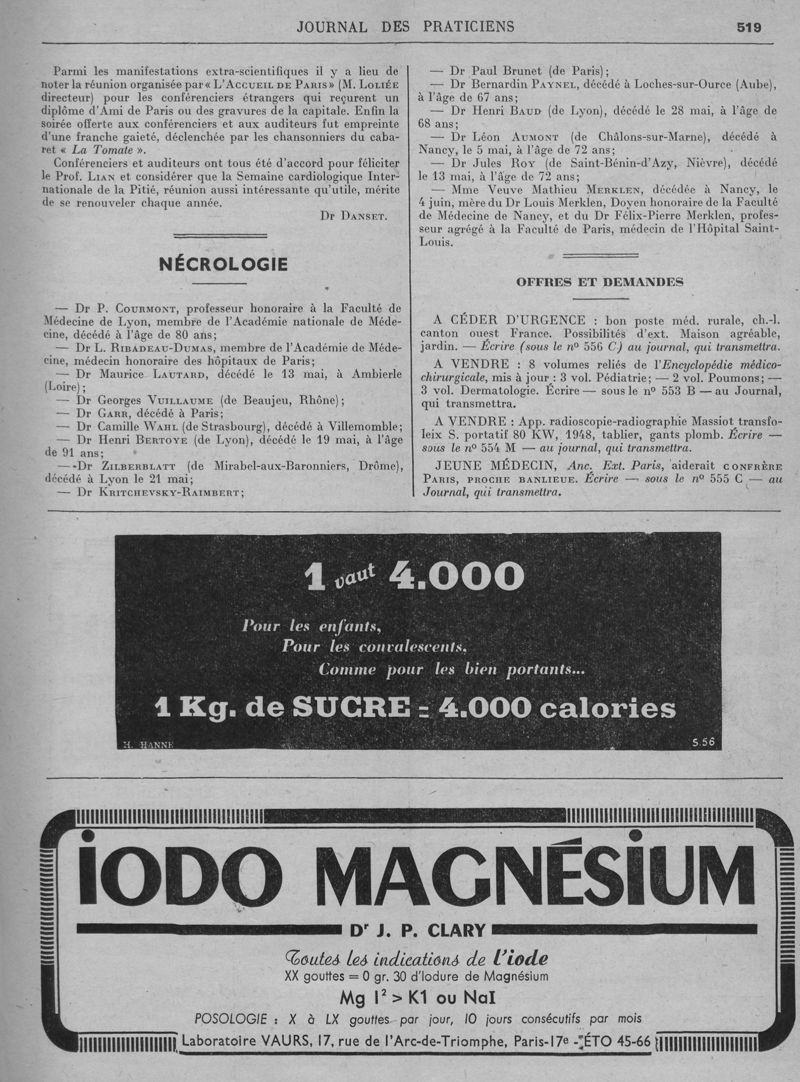 JOURNAL DES PRATICIENS 519
Parmi les manifestations extra-scientifiques il y a lieu de
noter la réunion organisée par « L'ACCUEIL DE PARIS » (M. LOLIÉE
directeur) pour les conférenciers étrangers qui reçurent un
diplôme d'Ami de Paris ou des gravures de la capitale. Enfin la
soirée offerte aux conférenciers et aux auditeurs fut empreinte
d'une franche gaieté, déclenchée par les chansonniers du caba-
ret « La Tomate ».
Conférenciers et auditeurs ont tous été d'accord pour féliciter
le Prof. LIAN et considérer que la Semaine cardiologique Inter-
nationale de la Pitié, réunion aussi intéressante qu'utile, mérite
de se renouveler chaque année.
Dr DANSET.
NÉCROLOGIE
— Dr P. COURMONT, professeur honoraire à la Faculté de
Médecine de Lyon, membre de l'Académie nationale de Méde-
cine, décédé à l'âge de 80 ans;
— Dr L. RIBADEAU-DUMAS, membre de l'Académie de Méde-
cine, médecin honoraire des hôpitaux de Paris;
— Dr Maurice LAUTARD, décédé le 13 mai, à Ambierle
(Loire);
— Dr Georges VUILLAUME (de Beaujeu, Rhône);
— Dr GARR, décédé à Paris;
— Dr Camille WAHL (de Strasbourg), décédé à Villemomble;
— Dr Henri BERTOYE (de Lyon), décédé le 19 mai, à l'âge
de 91 ans;
— Dr ZILBERBLATT (de Mirabel-aux-Baronniers, Drôme),
décédé à Lyon le 21 mai;
— Dr KRITCHEVSKY-RAIMBERT;
— Dr Paul Brunet (de Paris);
— Dr Bernardin PAYNEL, décédé à Loches-sur-Ource (Aube),
à l'âge de 67 ans;
— Dr Henri BAUD (de Lyon), décédé le 28 mai, à l'âge de
68 ans;
— Dr Léon AUMONT (de Châlons-sur-Marne), décédé à
Nancy, le 5 mai, à l'âge de 72 ans;
— Dr Jules ROY (de Saint-Bénin-d'Azy, Nièvre), décédé
le 13 mai, à l'âge de 72 ans;
— Mme Veuve Mathieu MERKLEN, décédée à Nancy, le
4 juin, mère du Dr Louis Merklen, Doyen honoraire de la Faculté
de Médecine de Nancy, et du Dr Félix-Pierre Merklen, profes-
seur agrégé à la Faculté de Paris, médecin de l'Hôpital Saint-
Louis.
OFFRES ET DEMANDES
A CÉDER D'URGENCE : bon poste méd. rurale, ch.-l.
canton ouest France. Possibilités d'ext. Maison agréable,
jardin. — Écrire (sous le nº 556 C) au journal, qui transmettra.
A VENDRE : 8 volumes reliés de l'Encyclopédie médico-
chirurgicale, mis à jour : 3 vol. Pédiatrie; — 2 vol. Poumons; —
3 vol. Dermatologie. Écrire — sous le nº 553 B — au Journal,
qui transmettra.
A VENDRE : App. radioscopie-radiographie Massiot transfo-
leix S. portatif 80 KW, 1948, tablier, gants plomb. Écrire —
sous le nº 554 M — au journal, qui transmettra.
JEUNE MÉDECIN, Anc. Ext. Paris, aiderait CONFRÈRE
PARIS, PROCHE BANLIEUE. Écrire — sous le nº 555 C — au
Journal, qui transmettra.
1 vaut 4.000
Pour les enfants,
Pour les convalescents,
Comme pour les bien portants...
1 Kg. de SUCRE = 4.000 calories
H. HANNE S.56
IODO MAGNÉSIUM
Dr J. P. CLARY
Toutes les indications de l'iode
XX gouttes = 0 gr. 30 d'Iodure de Magnésium
Mg I² > K1 ou NaI
POSOLOGIE : X à LX gouttes par jour, 10 jours consécutifs par mois
Laboratoire VAURS, 17, rue de l'Arc-de-Triomphe, Paris-17e - ÉTO 45-66